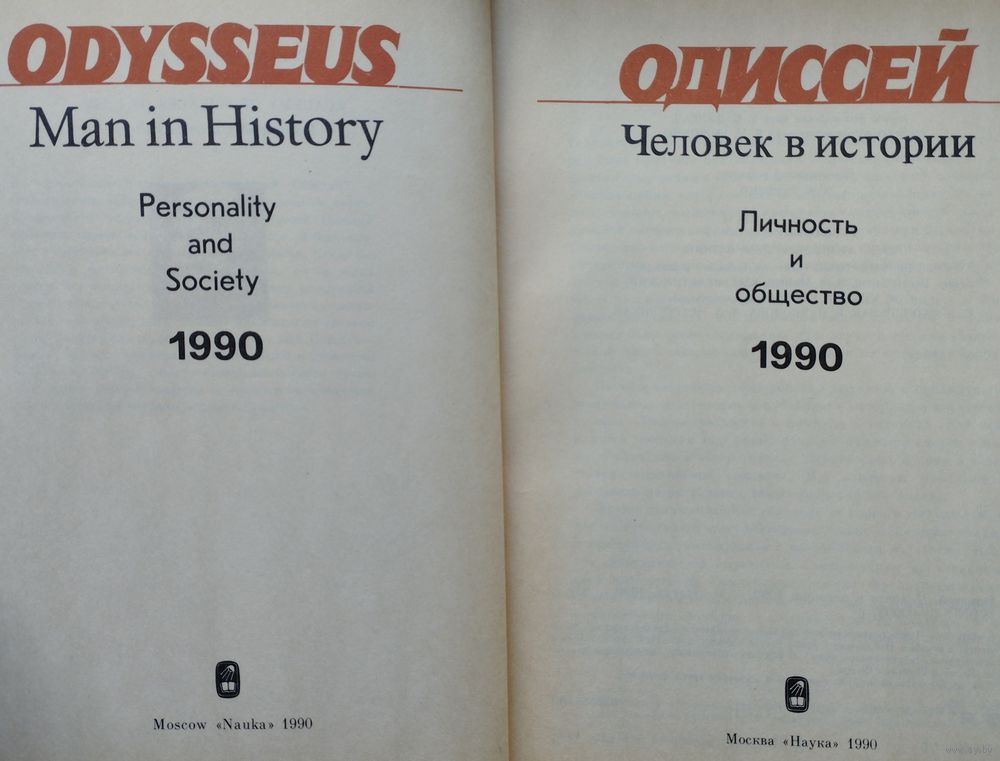 ODYSSEUS
Man in History
Personality
and
Society
1990
Moscow «Nauka» 1990
ОДИССЕЙ
Человек в истории
Личность
и
общество
1990
Москва «Наука» 1990